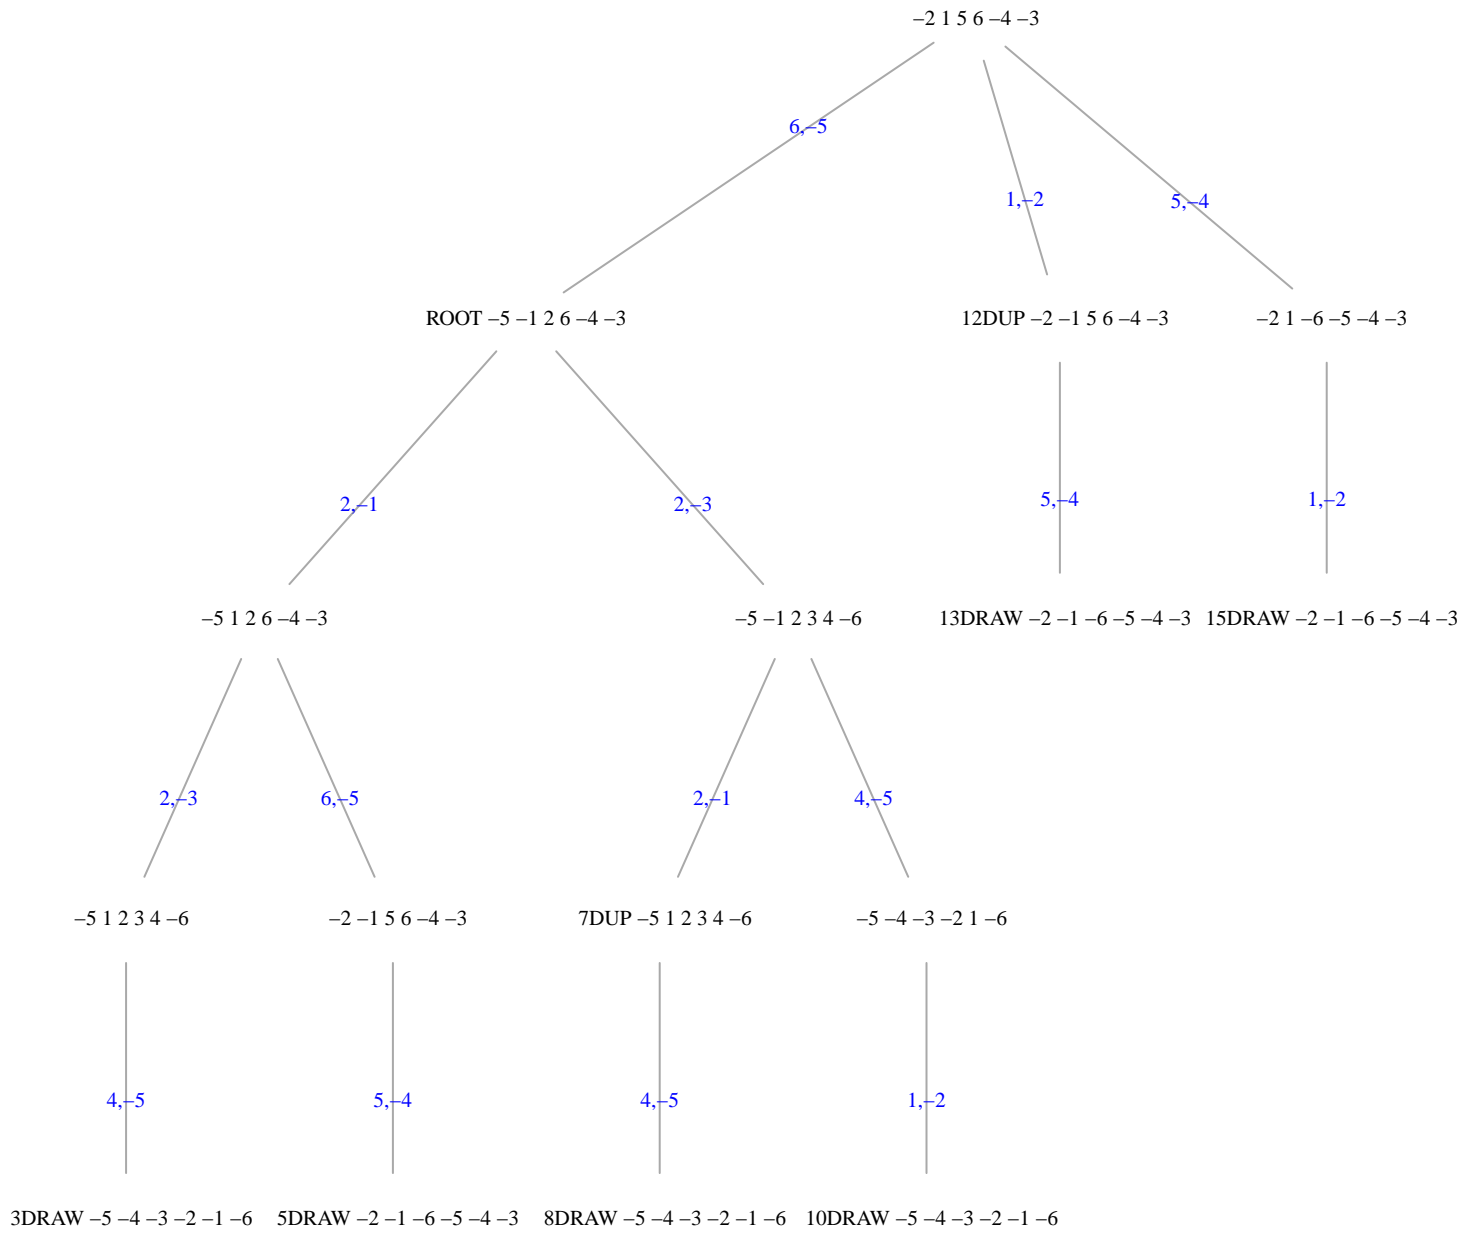 –2 1 5 6 –4 –3
6,–5
1,–2
5,–4
ROOT –5 –1 2 6 –4 –3
12DUP –2 –1 5 6 –4 –3
–2 1 –6 –5 –4 –3
2,–1
2,–3
5,–4
1,–2
–5 1 2 6 –4 –3
–5 –1 2 3 4 –6
13DRAW –2 –1 –6 –5 –4 –3
15DRAW –2 –1 –6 –5 –4 –3
2,–3
6,–5
2,–1
4,–5
–5 1 2 3 4 –6
–2 –1 5 6 –4 –3
7DUP –5 1 2 3 4 –6
–5 –4 –3 –2 1 –6
4,–5
5,–4
4,–5
1,–2
3DRAW –5 –4 –3 –2 –1 –6
5DRAW –2 –1 –6 –5 –4 –3
8DRAW –5 –4 –3 –2 –1 –6
10DRAW –5 –4 –3 –2 –1 –6